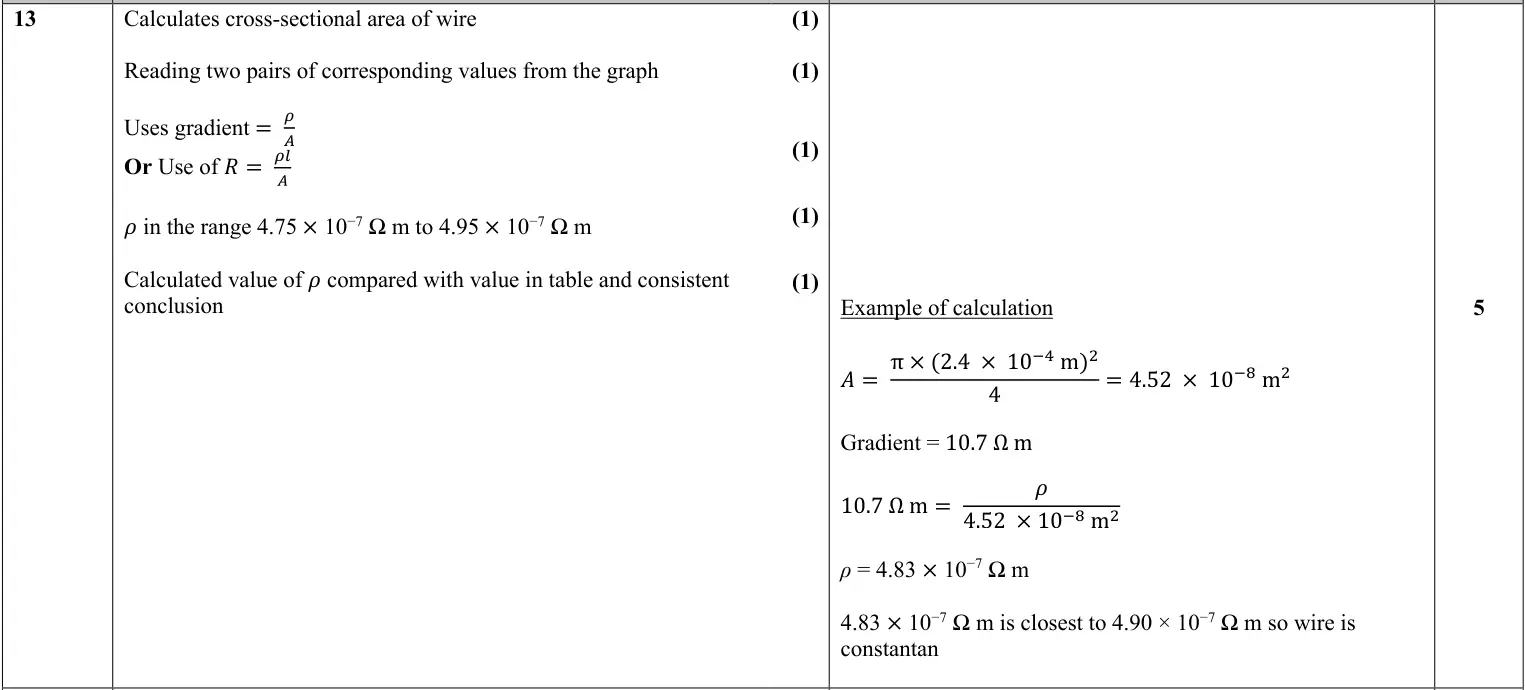 13
Calculates cross-sectional area of wire (1)
Reading two pairs of corresponding values from the graph (1)
Uses gradient = ρ/A
Or Use of R = ρl/A (1)
ρ in the range 4.75 × 10⁻⁷ Ω m to 4.95 × 10⁻⁷ Ω m (1)
Calculated value of ρ compared with value in table and consistent (1)
conclusion
Example of calculation
A = π × (2.4 × 10⁻⁴ m)²/4 = 4.52 × 10⁻⁸ m²
Gradient = 10.7 Ω m
10.7 Ω m = ρ/4.52 × 10⁻⁸ m²
ρ = 4.83 × 10⁻⁷ Ω m
4.83 × 10⁻⁷ Ω m is closest to 4.90 × 10⁻⁷ Ω m so wire is
constantan
5